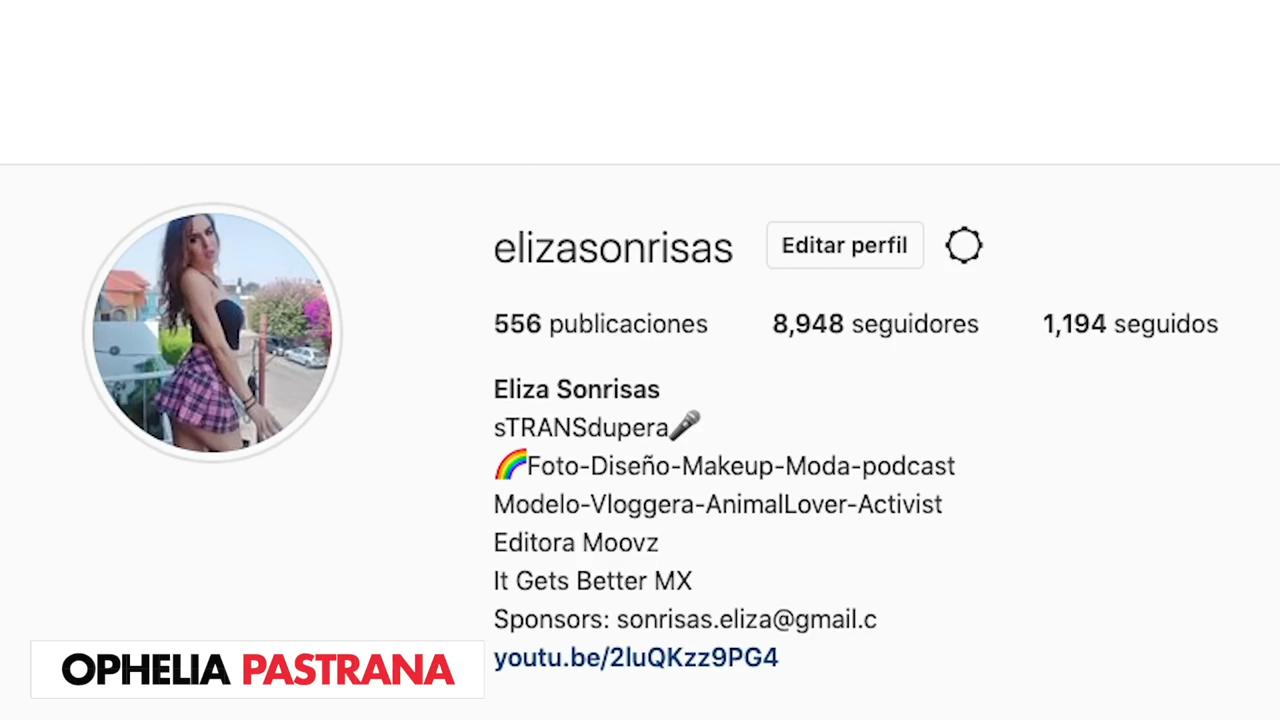 elizasonrisas Editar perfil
556 publicaciones 8,948 seguidores 1,194 seguidos
Eliza Sonrisas
sTRANSdupera🎤
🌈Foto-Diseño-Makeup-Moda-podcast
Modelo-Vloggera-AnimalLover-Activist
Editora Moovz
It Gets Better MX
Sponsors: sonrisas.eliza@gmail.c
youtu.be/2luQKzz9PG4
OPHELIA PASTRANA